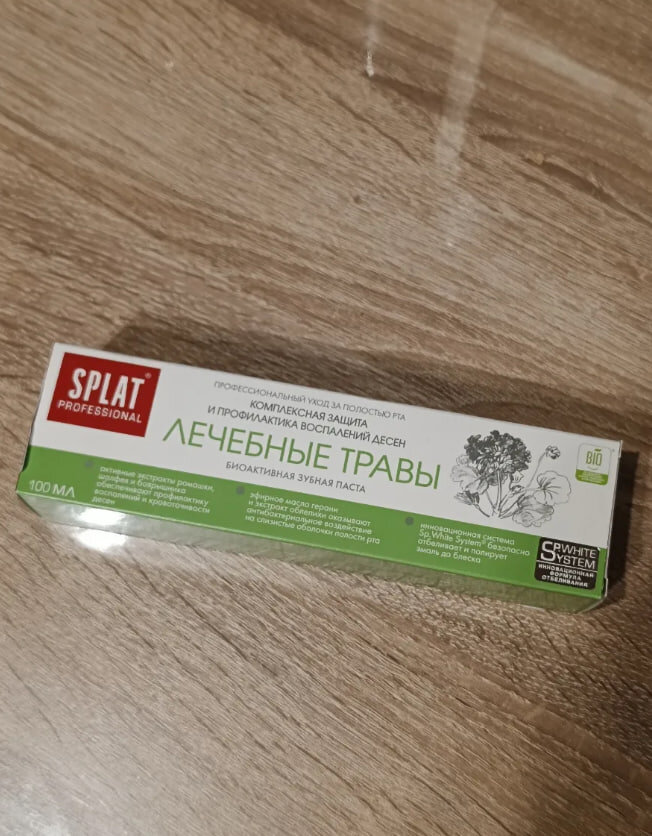 SPLAT®
PROFESSIONAL
ПРОФЕССИОНАЛЬНЫЙ УХОД ЗА ПОЛОСТЬЮ РТА
КОМПЛЕКСНАЯ ЗАЩИТА
И ПРОФИЛАКТИКА ВОСПАЛЕНИЙ ДЕСЕН
ЛЕЧЕБНЫЕ ТРАВЫ
БИОАКТИВНАЯ ЗУБНАЯ ПАСТА
BIO
100 МЛ
активные экстракты ромашки,
шалфея и боярышника
обеспечивают профилактику
воспалений и кровоточивости
десен
эфирное масло герани
и экстракт облепихи оказывают
антибактериальное воздействие
на слизистые оболочки полости рта
инновационная система
Sp.White System® безопасно
отбеливает и полирует
эмаль до блеска
SPWHITE
SYSTEM
ИННОВАЦИОННАЯ
ФОРМУЛА
ОТБЕЛИВАНИЯ